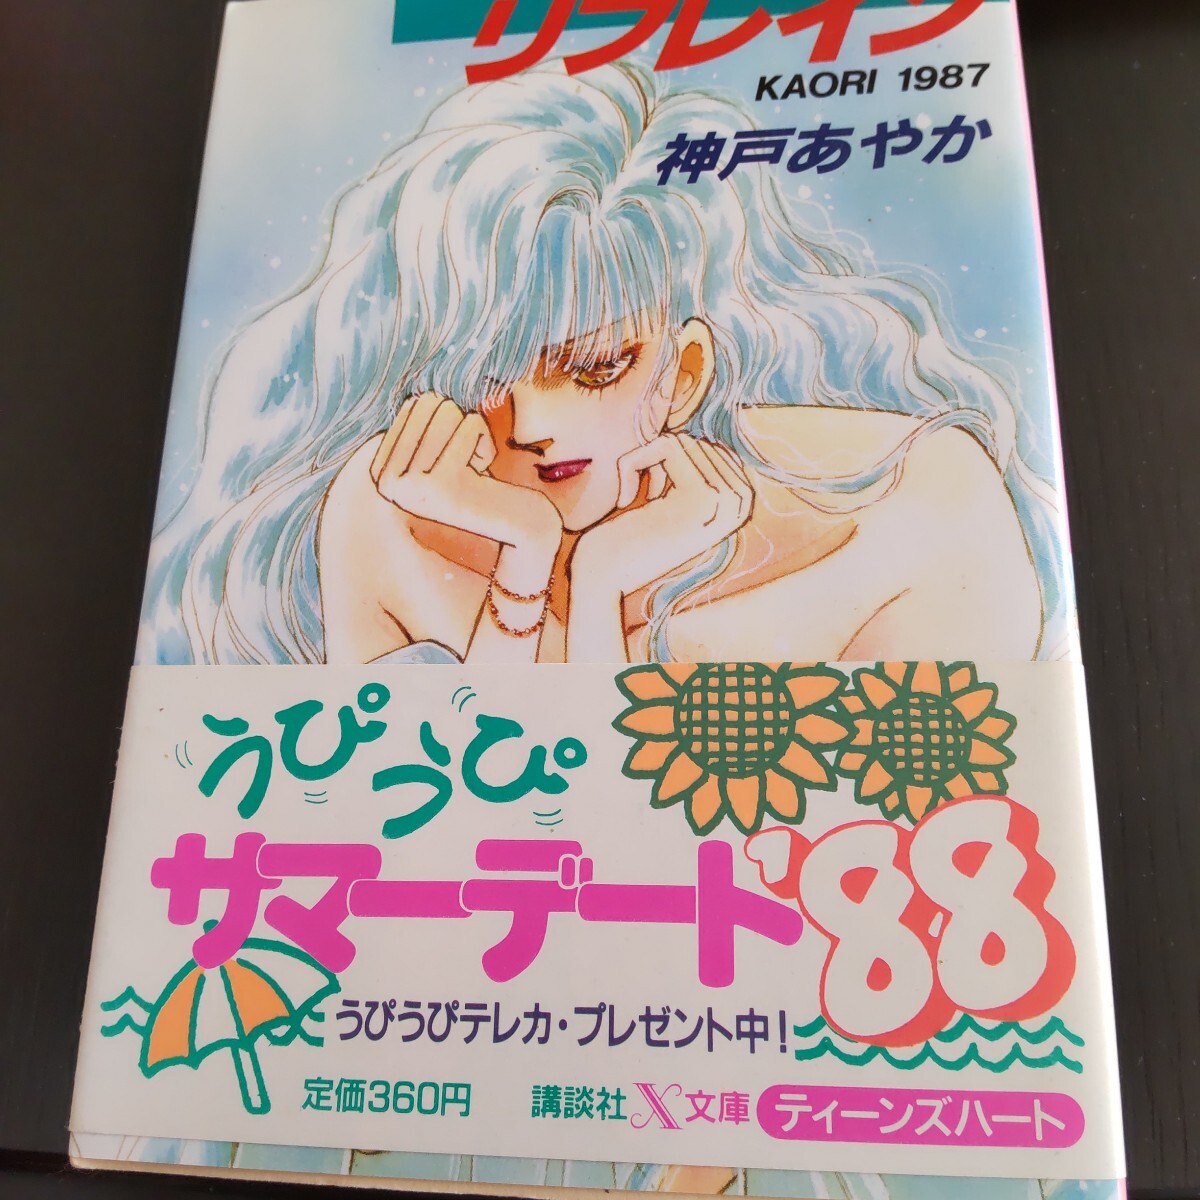 リフレイン
KAORI 1987
神戸あやか
うぴうぴ
サマーデート'88
うぴうぴテレカ・プレゼント中!
定価360円 講談社X文庫 ティーンズハート